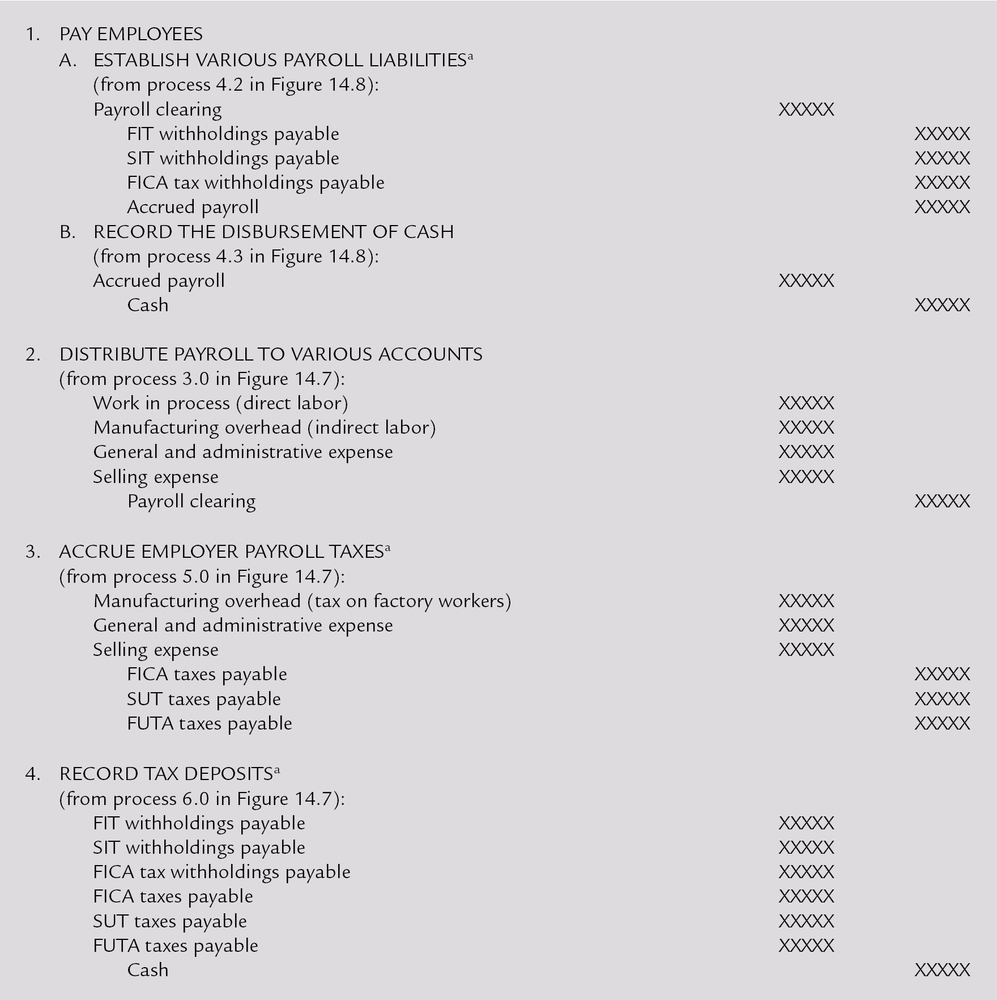 1. PAY EMPLOYEES
A. ESTABLISH VARIOUS PAYROLL LIABILITIESᵃ
(from process 4.2 in Figure 14.8):
Payroll clearing XXXXX
FIT withholdings payable XXXXX
SIT withholdings payable XXXXX
FICA tax withholdings payable XXXXX
Accrued payroll XXXXX
B. RECORD THE DISBURSEMENT OF CASH
(from process 4.3 in Figure 14.8):
Accrued payroll XXXXX
Cash XXXXX
2. DISTRIBUTE PAYROLL TO VARIOUS ACCOUNTS
(from process 3.0 in Figure 14.7):
Work in process (direct labor) XXXXX
Manufacturing overhead (indirect labor) XXXXX
General and administrative expense XXXXX
Selling expense XXXXX
Payroll clearing XXXXX
3. ACCRUE EMPLOYER PAYROLL TAXESᵃ
(from process 5.0 in Figure 14.7):
Manufacturing overhead (tax on factory workers) XXXXX
General and administrative expense XXXXX
Selling expense XXXXX
FICA taxes payable XXXXX
SUT taxes payable XXXXX
FUTA taxes payable XXXXX
4. RECORD TAX DEPOSITSᵃ
(from process 6.0 in Figure 14.7):
FIT withholdings payable XXXXX
SIT withholdings payable XXXXX
FICA tax withholdings payable XXXXX
FICA taxes payable XXXXX
SUT taxes payable XXXXX
FUTA taxes payable XXXXX
Cash XXXXX